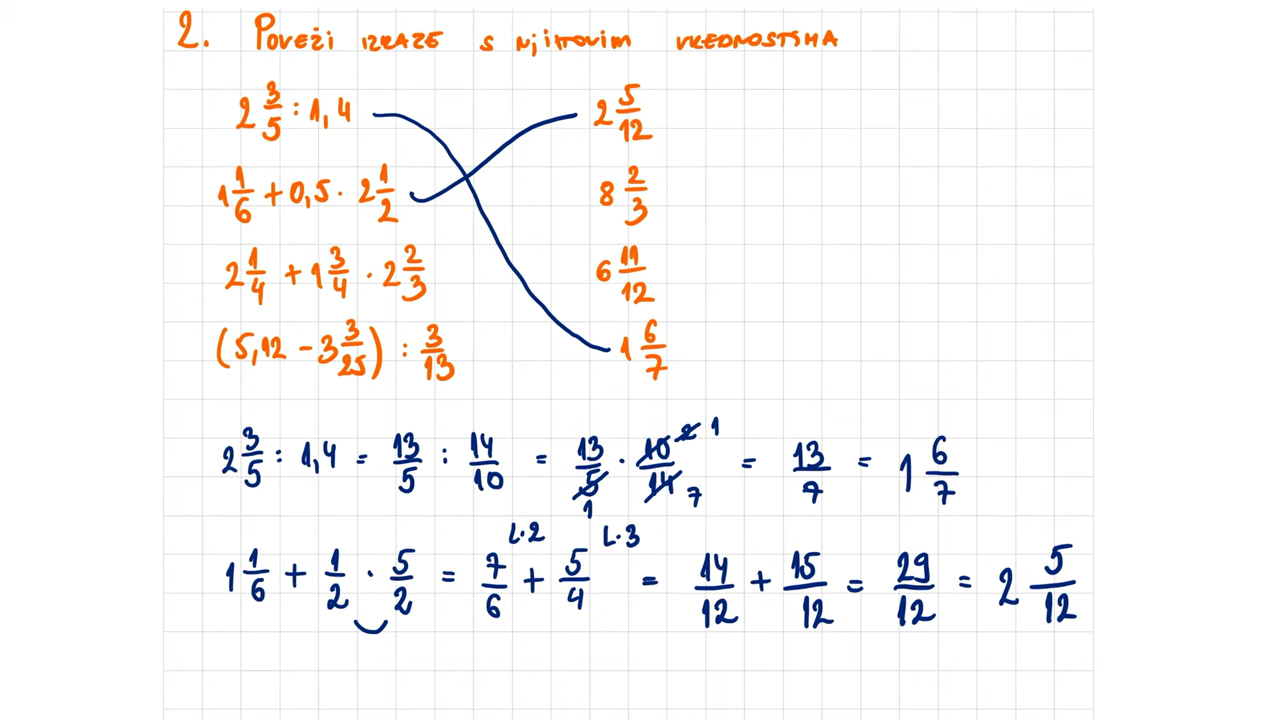 2. Poveži izraze s njihovim vrednostima
2 3/5 : 1,4
2 5/12
1 1/6 + 0,5 · 2 1/2
8 2/3
2 1/4 + 1 3/4 · 2 2/3
6 11/12
(5,12 − 3 3/25) : 3/13
1 6/7
2 3/5 : 1,4 = 13/5 : 14/10 = 13/5 · 10/14 = 13/7 = 1 6/7
1 1/6 + 1/2 · 5/2 = 7/6 + 5/4 = 14/12 + 15/12 = 29/12 = 2 5/12